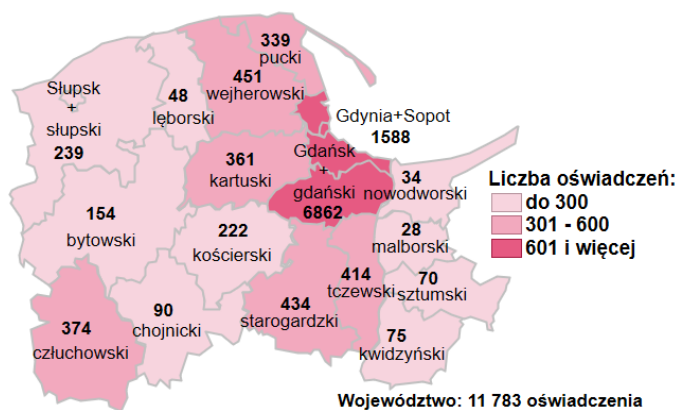 339
pucki
451
wejherowski
Słupsk
+
słupski
239
48
lęborski
Gdynia+Sopot
1588
361
kartuski
Gdańsk
+
gdański
6862
34
nowodworski
Liczba oświadczeń:
do 300
301 - 600
601 i więcej
154
bytowski
222
kościerski
28
malborski
414
tczewski
70
sztumski
374
człuchowski
90
chojnicki
434
starogardzki
75
kwidzyński
Województwo: 11 783 oświadczenia